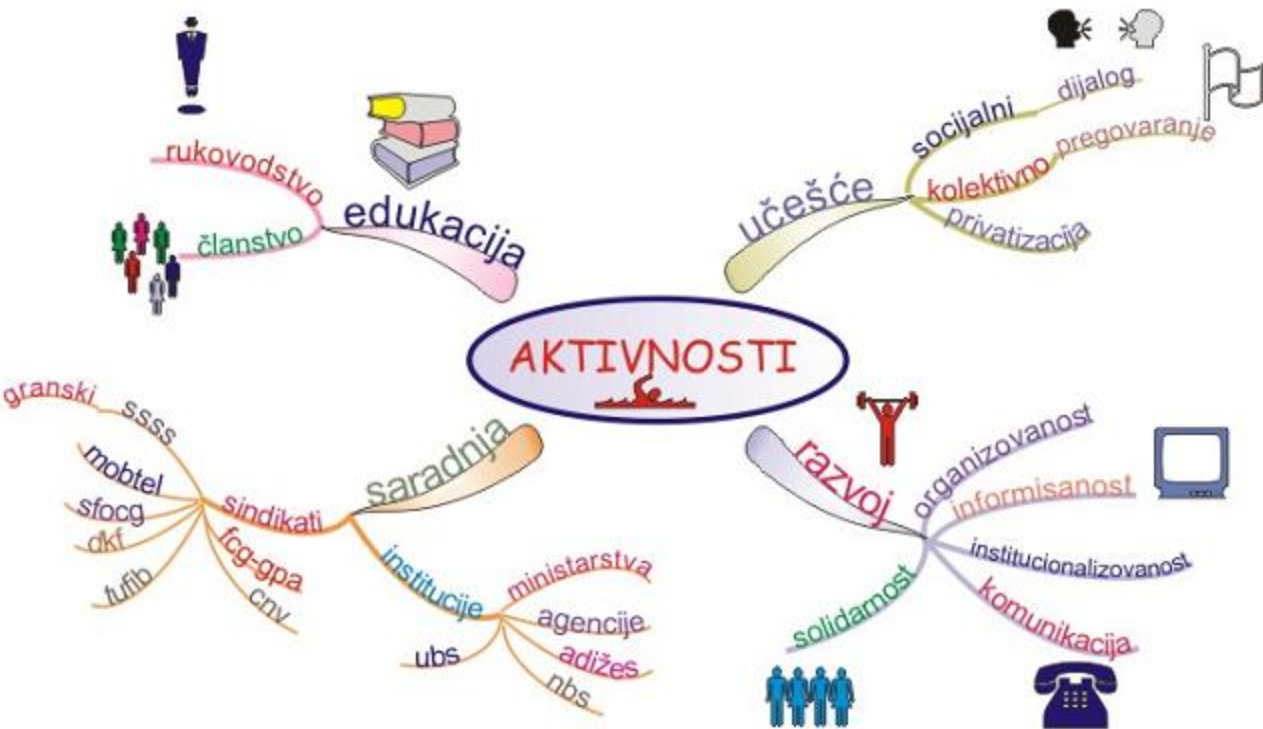 AKTIVNOSTI
edukacija
rukovodstvo
članstvo
učešće
socijalni
dijalog
kolektivno
pregovaranje
privatizacija
saradnja
sindikati
granski
ssss
mobtel
sfocg
dkf
fufib
fcg-gpa
cnv
institucije
ministarstva
agencije
adižes
nbs
ubs
razvoj
organizovanost
informisanost
institucionalizovanost
komunikacija
solidarnost